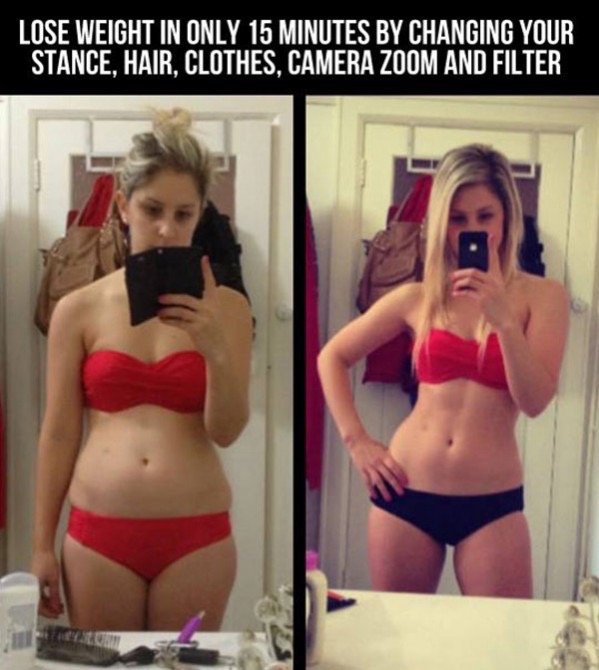 LOSE WEIGHT IN ONLY 15 MINUTES BY CHANGING YOUR
STANCE, HAIR, CLOTHES, CAMERA ZOOM AND FILTER